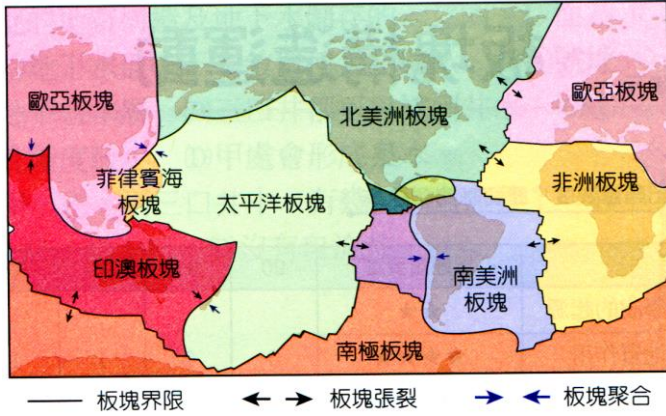 歐亞板塊
北美洲板塊
歐亞板塊
菲律賓海
板塊
太平洋板塊
非洲板塊
印澳板塊
南美洲
板塊
南極板塊
板塊界限
板塊張裂
板塊聚合